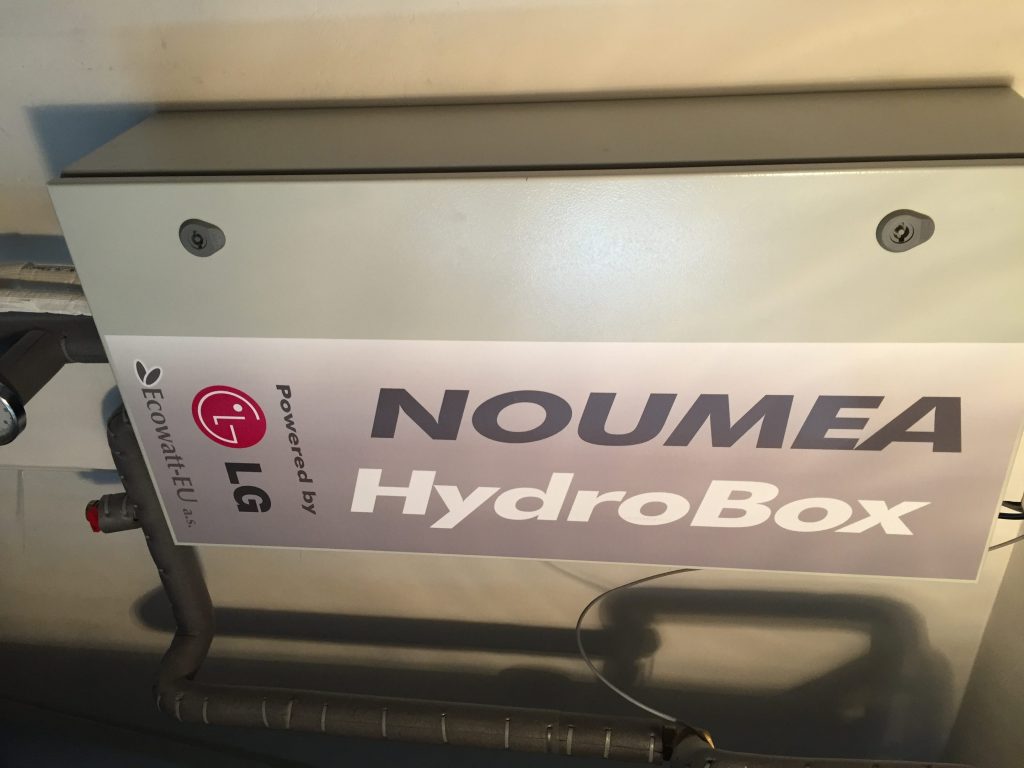 NOUMEA
HydroBox
Powered by
LG
Ecowatt-EU a.s.